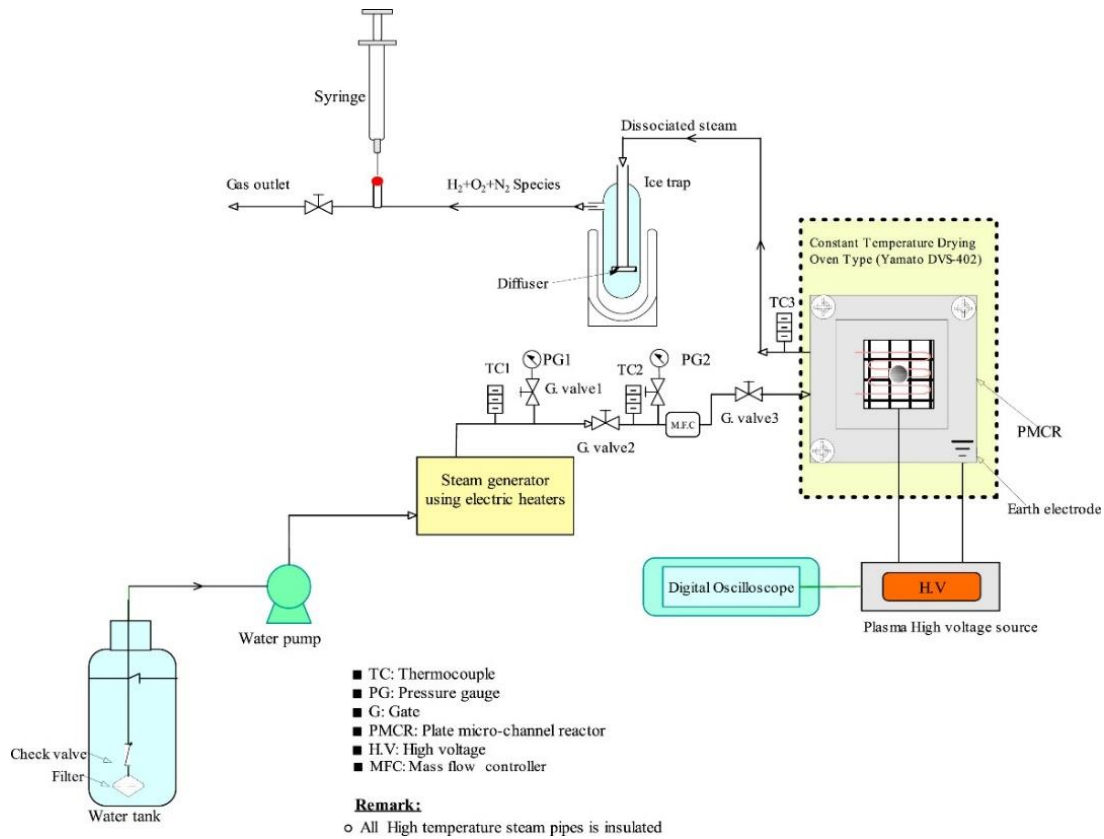 Syringe
Dissociated steam
Gas outlet
H₂+O₂+N₂ Species
Ice trap
Diffuser
Constant Temperature Drying
Oven Type (Yamato DVS-402)
TC3
TC1
PG1
G. valve1
TC2
PG2
M.F.C
G. valve2
G. valve3
PMCR
Earth electrode
Steam generator
using electric heaters
Digital Oscilloscope
H.V
Plasma High voltage source
Water pump
Check valve
Filter
Water tank
■ TC: Thermocouple
■ PG: Pressure gauge
■ G: Gate
■ PMCR: Plate micro-channel reactor
■ H.V: High voltage
■ MFC: Mass flow controller
Remark:
o All High temperature steam pipes is insulated